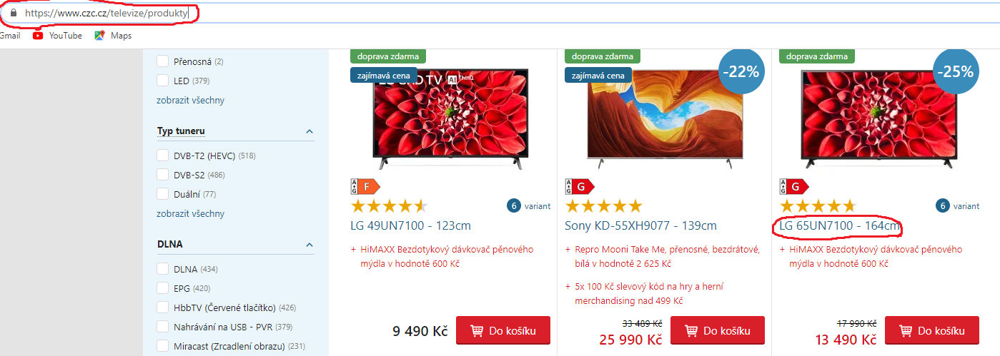 https://www.czc.cz/televize/produkty
Gmail
YouTube
Maps
Přenosná (2)
LED (379)
zobrazit všechny
Typ tuneru
DVB-T2 (HEVC) (518)
DVB-S2 (486)
Duální (77)
zobrazit všechny
DLNA
DLNA (434)
EPG (420)
HbbTV (Červené tlačítko) (426)
Nahrávání na USB - PVR (379)
Miracast (Zrcadlení obrazu) (231)
doprava zdarma
zajímavá cena
TV AI ThinQ
A
G
F
6 variant
LG 49UN7100 - 123cm
+ HiMAXX Bezdotykový dávkovač pěnového
mýdla v hodnotě 600 Kč
9 490 Kč
Do košíku
doprava zdarma
zajímavá cena
-22%
A
G
G
Sony KD-55XH9077 - 139cm
+ Repro Mooni Take Me, přenosné, bezdrátové,
bílá v hodnotě 2 625 Kč
+ 5x 100 Kč slevový kód na hry a herní
merchandising nad 499 Kč
33 489 Kč
25 990 Kč
Do košíku
doprava zdarma
-25%
A
G
G
6 variant
LG 65UN7100 - 164cm
+ HiMAXX Bezdotykový dávkovač pěnového
mýdla v hodnotě 600 Kč
17 990 Kč
13 490 Kč
Do košíku